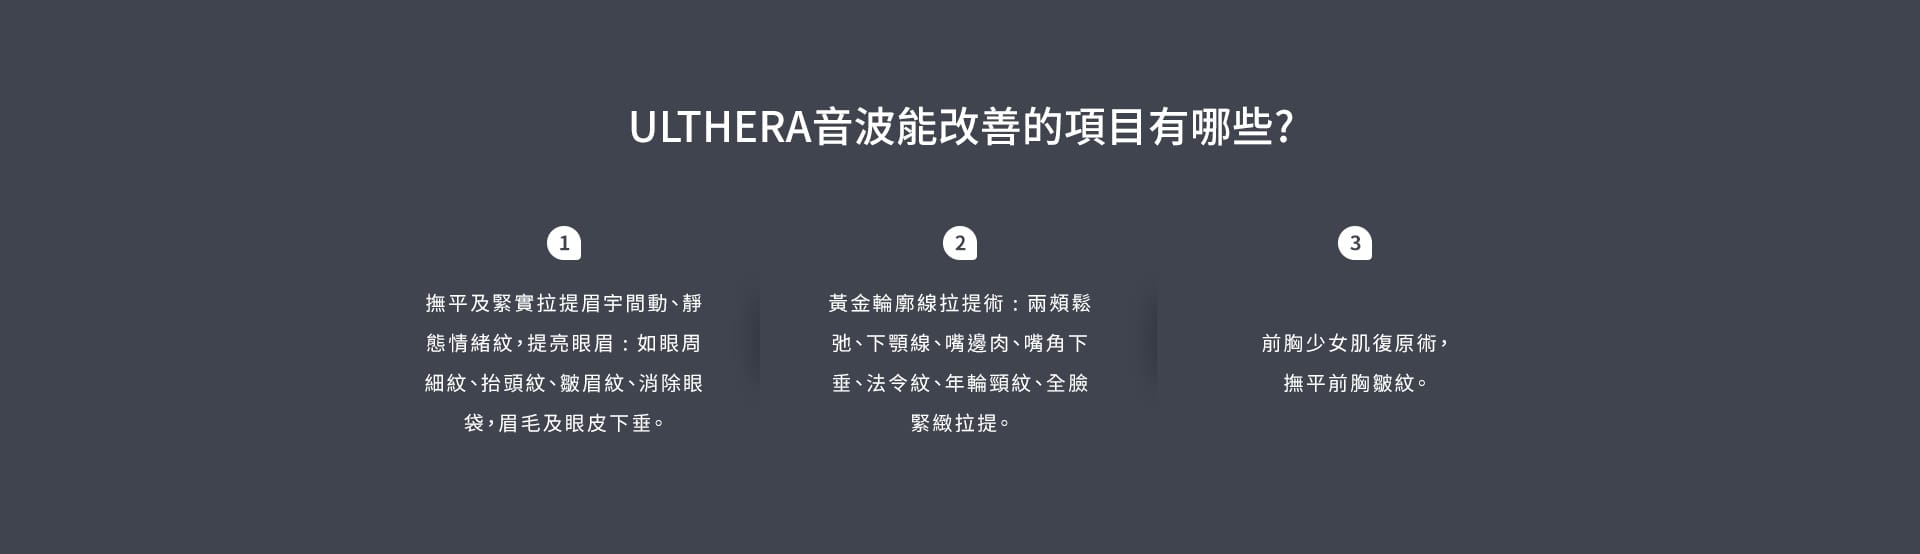 ULTHERA音波能改善的項目有哪些?
1
撫平及緊實拉提眉宇間動、靜
態情緒紋,提亮眼眉:如眼周
細紋、抬頭紋、皺眉紋、消除眼
袋,眉毛及眼皮下垂。
2
黃金輪廓線拉提術:兩頰鬆
弛、下顎線、嘴邊肉、嘴角下
垂、法令紋、年輪頸紋、全臉
緊緻拉提。
3
前胸少女肌復原術,
撫平前胸皺紋。